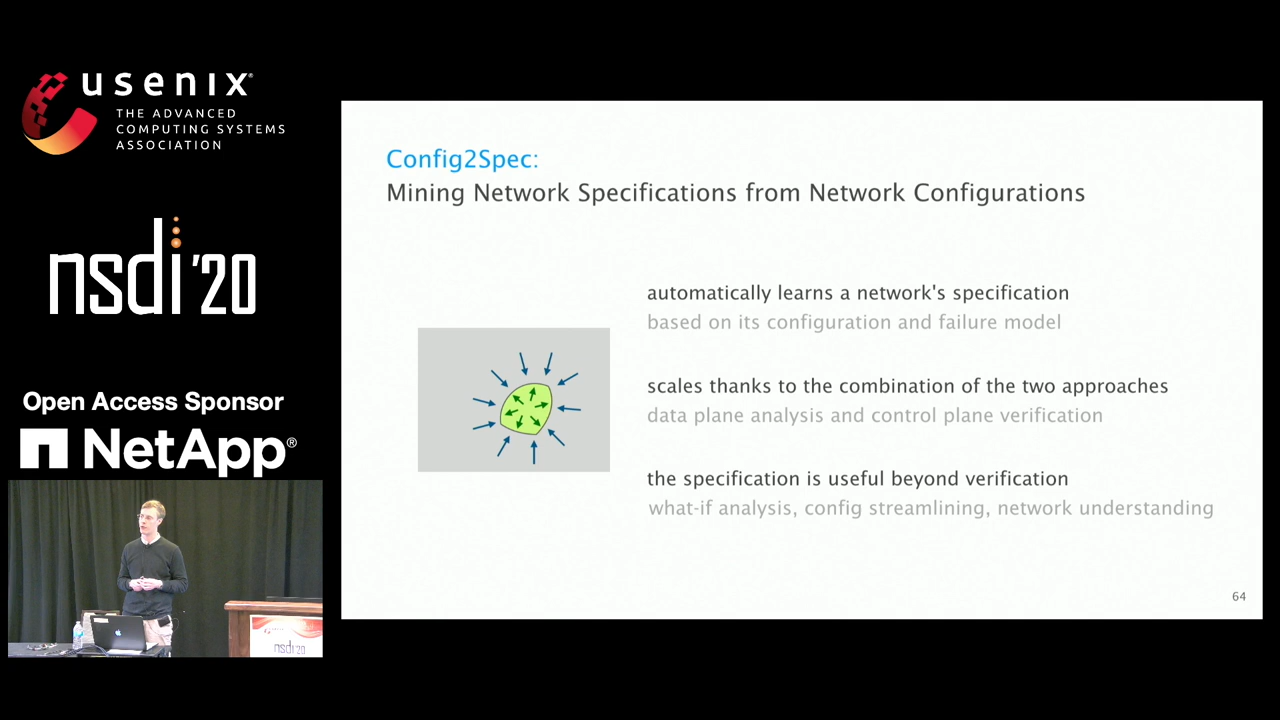 usenix®
THE ADVANCED
COMPUTING SYSTEMS
ASSOCIATION
nsdi '20
Open Access Sponsor
NetApp®
nsdi '20
Config2Spec:
Mining Network Specifications from Network Configurations
automatically learns a network's specification
based on its configuration and failure model
scales thanks to the combination of the two approaches
data plane analysis and control plane verification
the specification is useful beyond verification
what-if analysis, config streamlining, network understanding
64